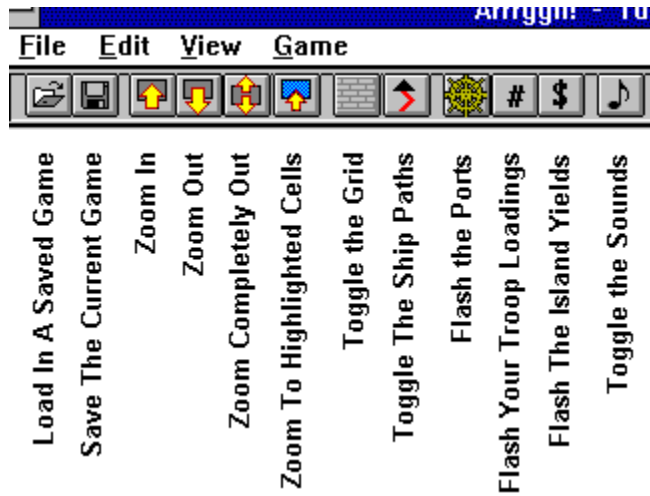 Arrrggh! - Tu
File Edit View Game
# $
Load In A Saved Game
Save The Current Game
Zoom In
Zoom Out
Zoom Completely Out
Zoom To Highlighted Cells
Toggle the Grid
Toggle The Ship Paths
Flash the Ports
Flash Your Troop Loadings
Flash The Island Yields
Toggle the Sounds